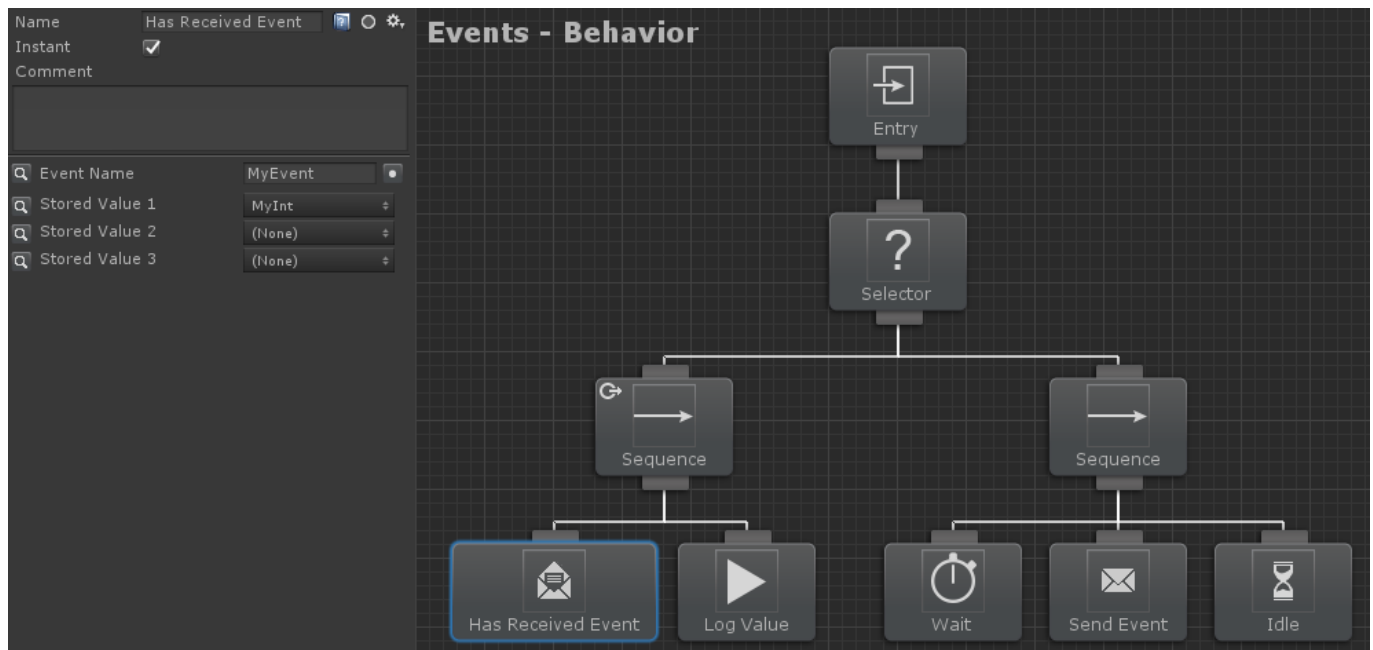 Name Has Received Event
Instant
Comment
Event Name MyEvent
Stored Value 1 MyInt
Stored Value 2 (None)
Stored Value 3 (None)
Events - Behavior
Entry
?
Selector
Sequence
Sequence
Has Received Event
Log Value
Wait
Send Event
Idle